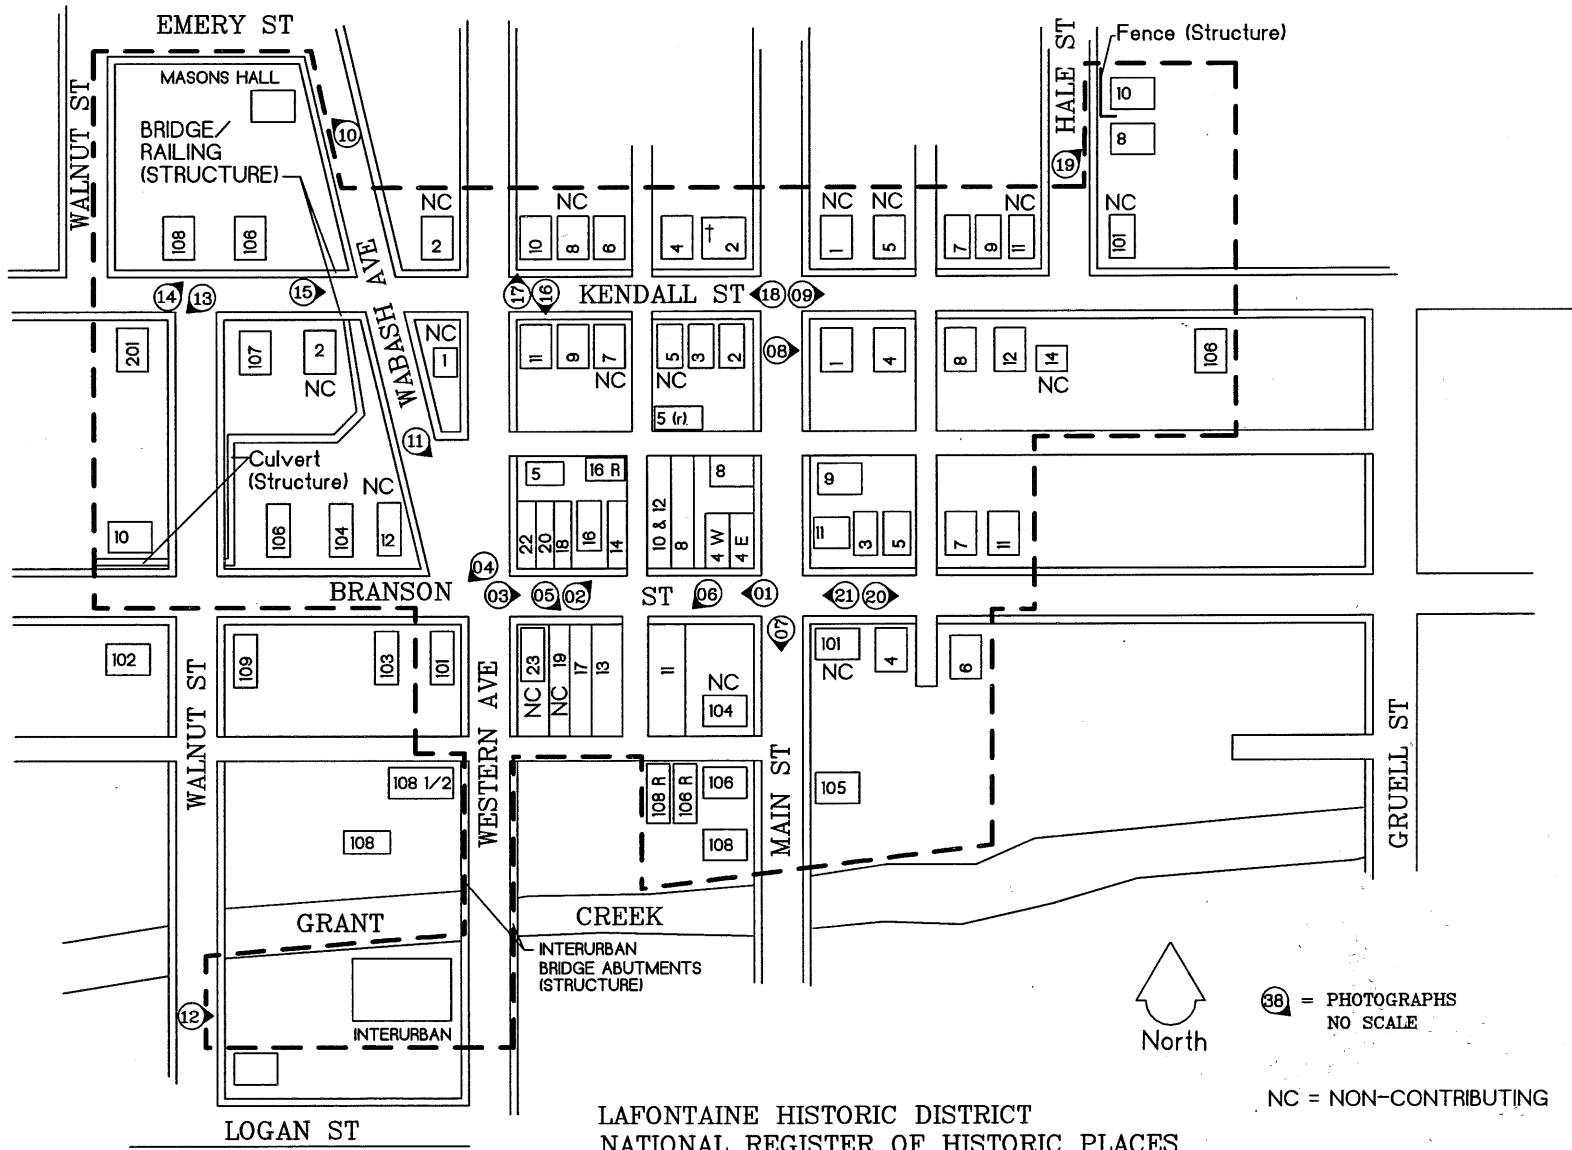 EMERY ST
WALNUT ST
MASONS HALL
BRIDGE/
RAILING
(STRUCTURE)
10
HALE ST
Fence (Structure)
10
8
19
108
106
WABASH AVE
NC
2
NC
10
8
6
4
† 2
NC
1
NC
5
7
9
11
NC
NC
101
14
13
15
17
16
KENDALL ST
18
09
201
107
2
NC
NC
1
11
9
7
NC
5
NC
3
2
5 (r)
08
1
4
8
12
14
NC
106
11
Culvert
(Structure)
NC
10
106
104
12
5
16 R
22
20
18
16
14
10 & 12
8
8
4 W
4 E
9
11
3
5
7
11
04
BRANSON
ST
03
05
02
06
01
21
20
07
102
WALNUT ST
109
103
101
WESTERN AVE
23
NC
19
NC
17
13
11
NC
104
101
NC
4
6
MAIN ST
GRUELL ST
108 1/2
108
108 R
106 R
106
108
105
GRANT
CREEK
INTERURBAN
BRIDGE ABUTMENTS
(STRUCTURE)
12
INTERURBAN
North
38 = PHOTOGRAPHS
NO SCALE
NC = NON-CONTRIBUTING
LOGAN ST
LAFONTAINE HISTORIC DISTRICT
NATIONAL REGISTER OF HISTORIC PLACES